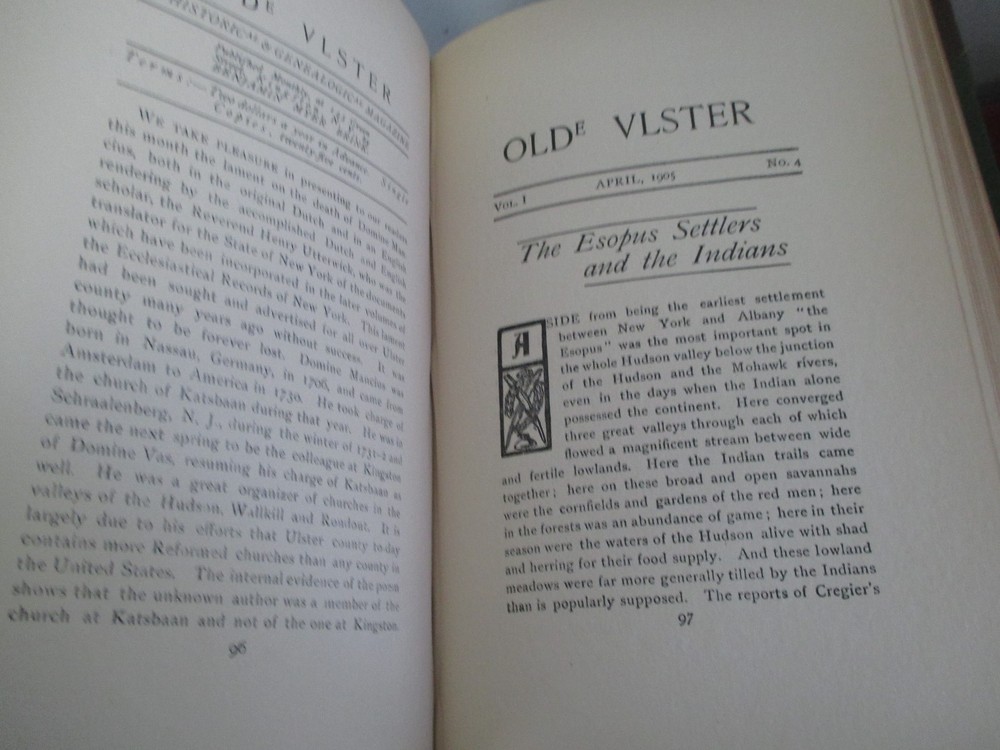 OLDE VLSTER
HISTORICAL & GENEALOGICAL MAGAZINE
Published Monthly, at
BENJAMIN MYER BRINK
Terms:—Two dollars a year in Advance. Single
Copies, twenty-five cents.
WE TAKE PLEASURE in presenting to our readers
this month the lament on the death of Domine Man-
cius, both in the original Dutch and in an English
rendering by the accomplished Dutch and English
scholar, the Reverend Henry Utterwick, who was the
translator for the State of New York of the documents
which have been incorporated in the later volumes of
the Ecclesiastical Records of New York. This lament
had been sought and advertised for all over Ulster
county many years ago without success. It was
thought to be forever lost. Domine Mancius was
born in Nassau, Germany, in 1706, and came from
Amsterdam to America in 1730. He took charge of
the church of Katsbaan during that year. He was in
Schraalenberg, N. J., during the winter of 1731-2 and
came the next spring to be the colleague at Kingston
of Domine Vas, resuming his charge of Katsbaan as
well. He was a great organizer of churches in the
valleys of the Hudson, Wallkill and Rondout. It is
largely due to his efforts that Ulster county to-day
contains more Reformed churches than any county in
the United States. The internal evidence of the poem
shows that the unknown author was a member of the
church at Katsbaan and not of the one at Kingston.
96
OLDE VLSTER
VOL. I APRIL, 1905 No. 4
The Esopus Settlers
and the Indians
ASIDE from being the earliest settlement
between New York and Albany "the
Esopus" was the most important spot in
the whole Hudson valley below the junction
of the Hudson and the Mohawk rivers,
even in the days when the Indian alone
possessed the continent. Here converged
three great valleys through each of which
flowed a magnificent stream between wide
and fertile lowlands. Here the Indian trails came
together; here on these broad and open savannahs
were the cornfields and gardens of the red men; here
in the forests was an abundance of game; here in their
season were the waters of the Hudson alive with shad
and herring for their food supply. And these lowland
meadows were far more generally tilled by the Indians
than is popularly supposed. The reports of Cregier's
97